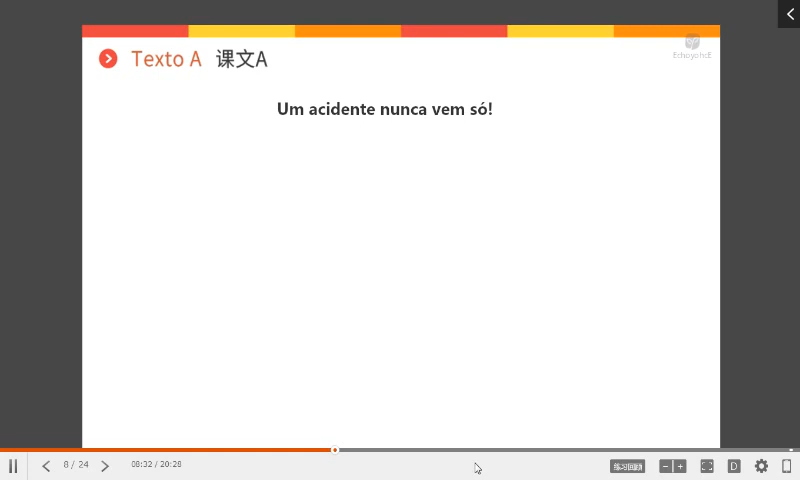 Texto A 课文A
EchoyoheE
Um acidente nunca vem só!
8 / 24
08:32 / 20:28
练习回顾
D